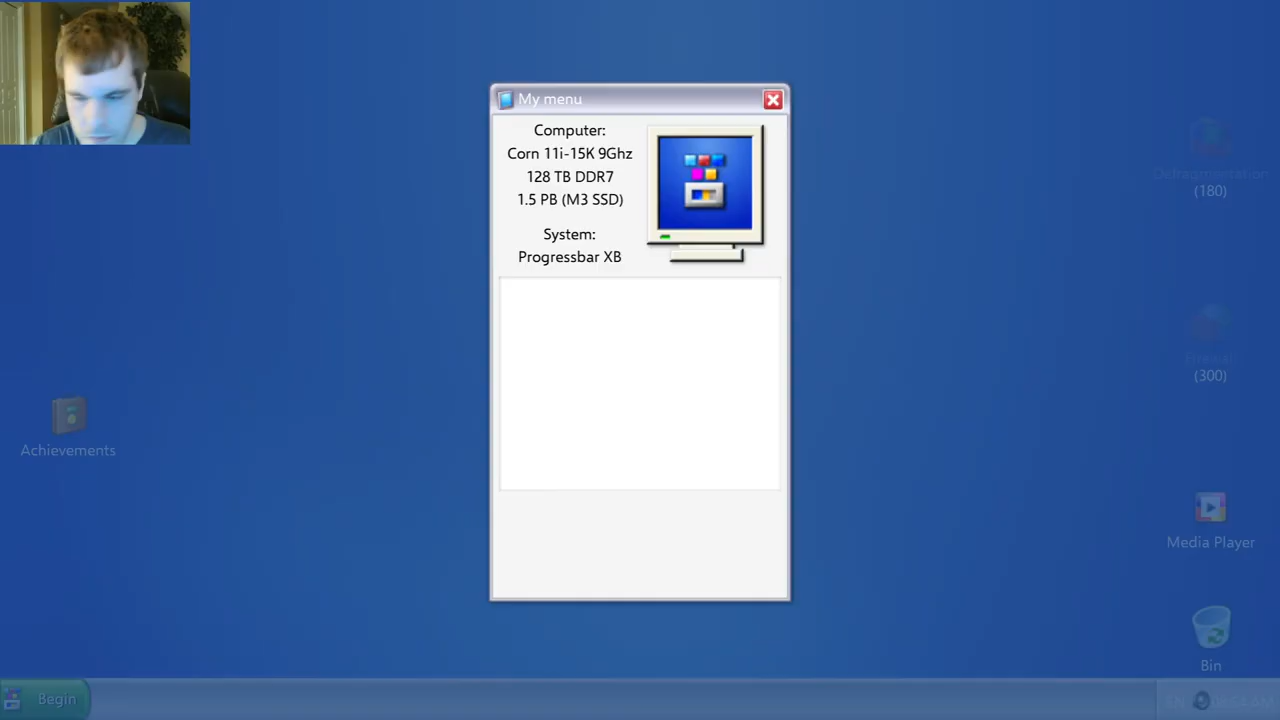 My menu
Computer:
Corn 11i-15K 9Ghz
128 TB DDR7
1.5 PB (M3 SSD)
System:
Progressbar XB
Defragmentation
(180)
(300)
Achievements
Media Player
Bin
Begin
EN